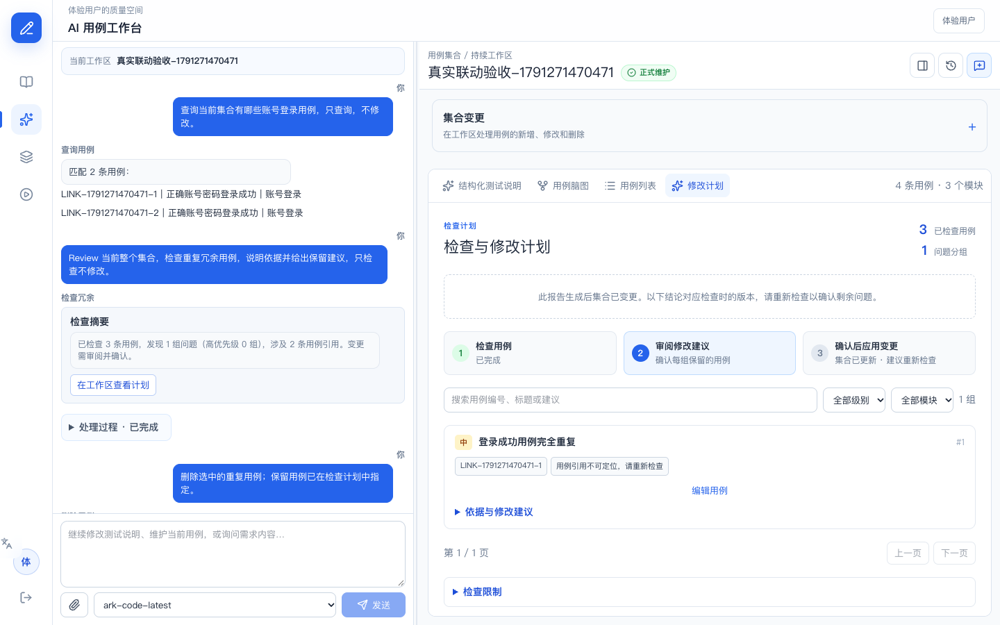 体验用户的质量空间
AI 用例工作台
体验用户
当前工作区 真实联动验收-1791271470471
你
查询当前集合有哪些账号登录用例，只查询，不修
改。
查询用例
匹配 2 条用例：
LINK-1791271470471-1 | 正确账号密码登录成功 | 账号登录
LINK-1791271470471-2 | 正确账号密码登录成功 | 账号登录
你
Review 当前整个集合，检查重复冗余用例，说明依据并给出保留建议，只检
查不修改。
检查冗余
检查摘要
已检查 3 条用例，发现 1 组问题（高优先级 0 组），涉及 2 条用例引用。变更
需审阅并确认。
在工作区查看计划
处理过程 · 已完成
你
删除选中的重复用例；保留用例已在检查计划中指
定。
继续修改测试说明、维护当前用例，或询问需求内容...
ark-code-latest
发送
体
用例集合 / 持续工作区
真实联动验收-1791271470471
正式维护
集合变更
在工作区处理用例的新增、修改和删除
结构化测试说明
用例脑图
用例列表
修改计划
4 条用例 · 3 个模块
检查计划
检查与修改计划
3 已检查用例
1 问题分组
此报告生成后集合已变更。以下结论对应检查时的版本，请重新检查以确认剩余问题。
1 检查用例
已完成
2 审阅修改建议
确认每组保留的用例
3 确认后应用变更
集合已更新 · 建议重新检查
搜索用例编号、标题或建议
全部级别
全部模块
1 组
中 登录成功用例完全重复
#1
LINK-1791271470471-1
用例引用不可定位，请重新检查
编辑用例
依据与修改建议
第 1 / 1 页
上一页
下一页
检查限制